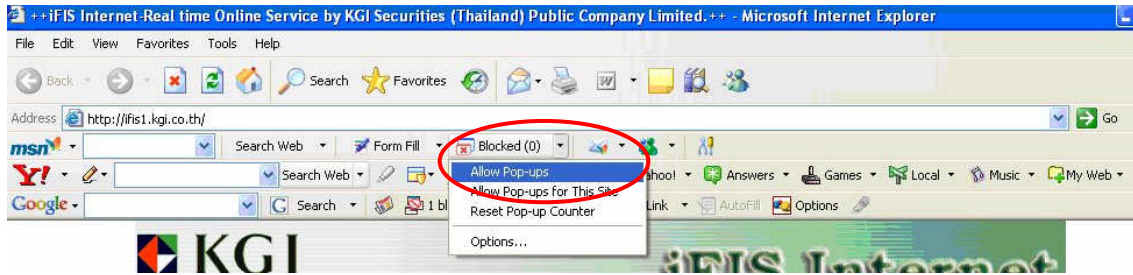 ++iFIS Internet-Real time Online Service by KGI Securities (Thailand) Public Company Limited.++ - Microsoft Internet Explorer
File Edit View Favorites Tools Help
Back Search Favorites
Address http://ifis1.kgi.co.th/ Go
msn Search Web Form Fill Blocked (0)
Y! Search Web Allow Pop-ups Answers Games Local Music My Web
Allow Pop-ups for This Site
Google G Search 1 bl Reset Pop-up Counter Link AutoFill Options
Options...
KGI iFIS Internet